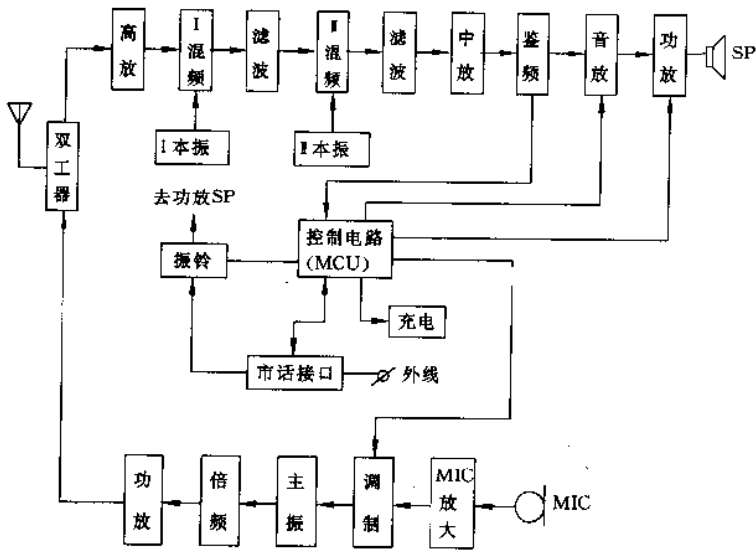 高放
Ⅰ混频
滤波
Ⅱ混频
滤波
中放
鉴频
音放
功放
SP
双工器
Ⅰ本振
Ⅱ本振
去功放SP
振铃
控制电路
(MCU)
充电
市话接口
外线
功放
倍频
主振
调制
MIC放大
MIC